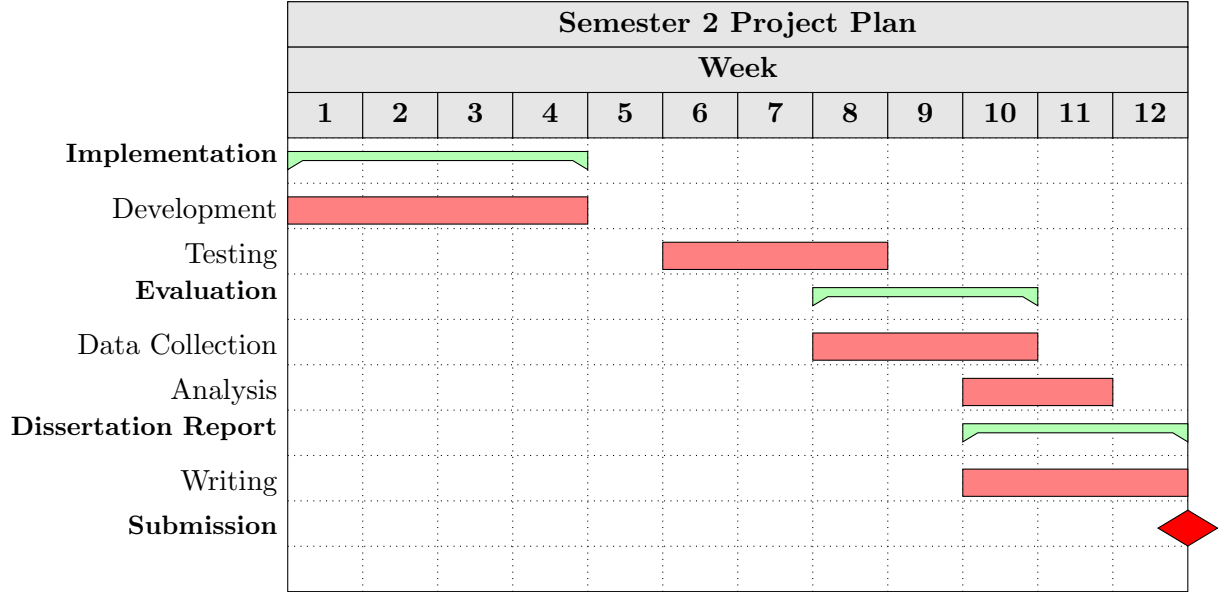 Semester 2 Project Plan
Week
1 2 3 4 5 6 7 8 9 10 11 12
Implementation
Development
Testing
Evaluation
Data Collection
Analysis
Dissertation Report
Writing
Submission